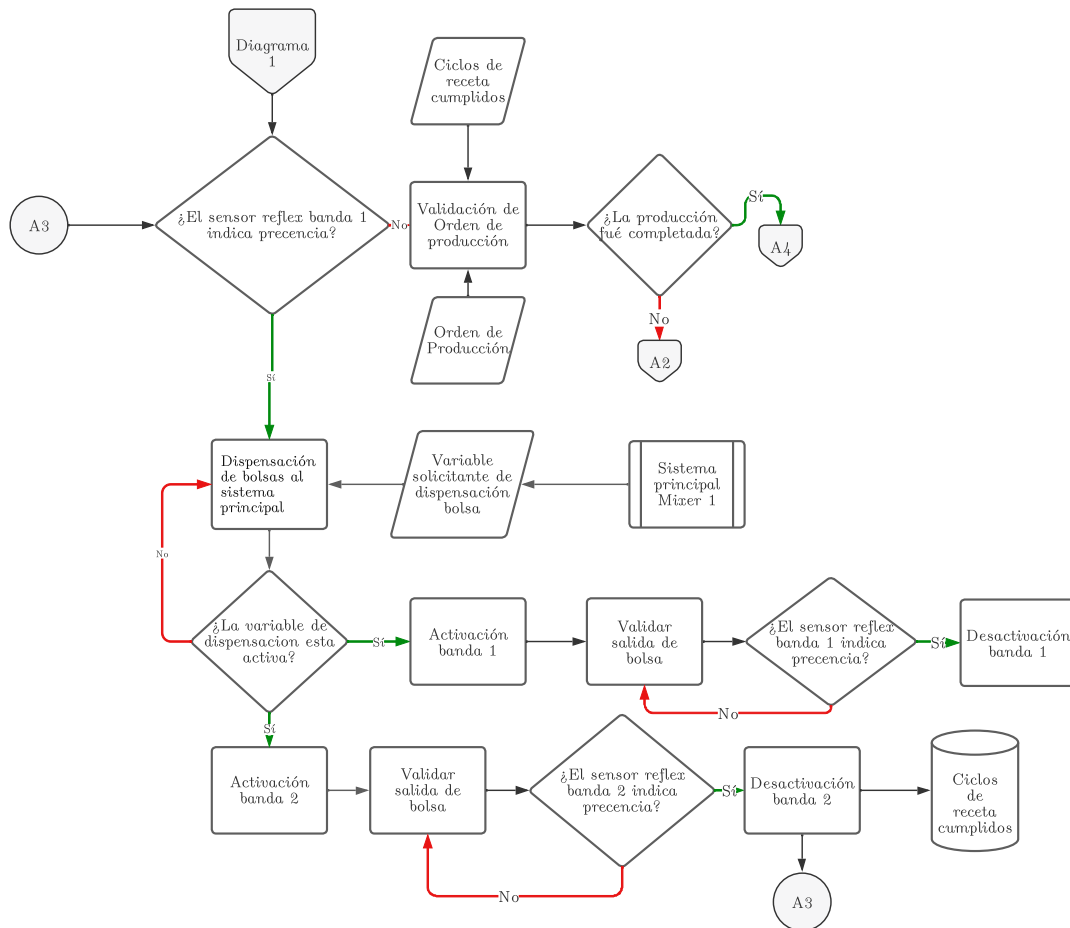 Diagrama
1
Ciclos de
receta
cumplidos
A3
¿El sensor reflex banda 1
indica precencia?
No
Validación de
Orden de
producción
¿La producción
fué completada?
Sí
A4
No
A2
Orden de
Producción
Sí
Dispensación
de bolsas al
sistema
principal
Variable
solicitante de
dispensación
bolsa
Sistema
principal
Mixer 1
No
¿La variable de
dispensacion esta
activa?
Sí
Activación
banda 1
Validar
salida de
bolsa
¿El sensor reflex
banda 1 indica
precencia?
Sí
Desactivación
banda 1
No
Sí
Activación
banda 2
Validar
salida de
bolsa
¿El sensor reflex
banda 2 indica
precencia?
Sí
Desactivación
banda 2
Ciclos
de
receta
cumplidos
No
A3